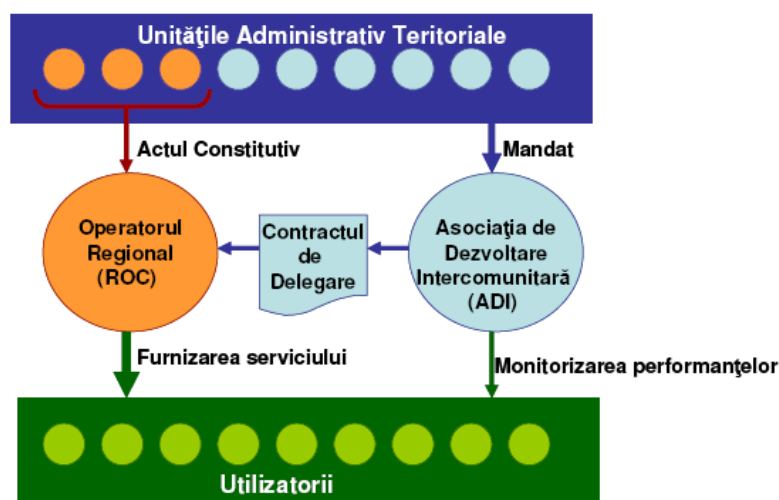 Unităţile Administrativ Teritoriale
Actul Constitutiv
Mandat
Operatorul
Regional
(ROC)
Contractul
de
Delegare
Asociaţia de
Dezvoltare
Intercomunitară
(ADI)
Furnizarea serviciului
Monitorizarea performanţelor
Utilizatorii